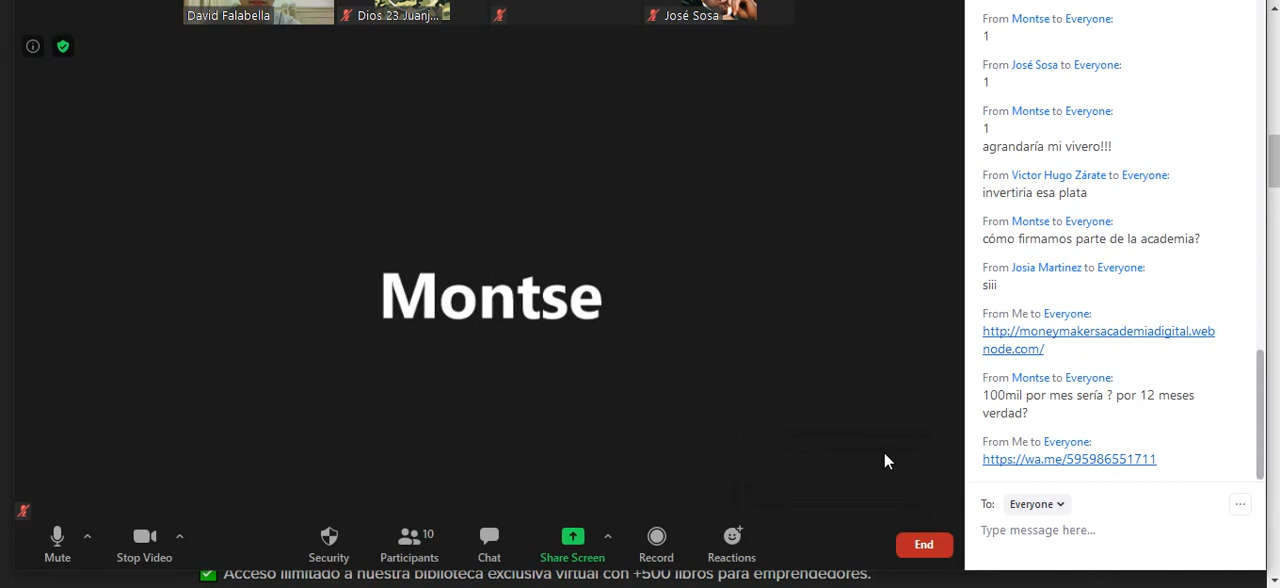 David Falabella
Dios 23 Juanj...
José Sosa
From Montse to Everyone:
1
From José Sosa to Everyone:
1
From Montse to Everyone:
1
agrandaría mi vivero!!!
From Victor Hugo Zárate to Everyone:
invertiria esa plata
From Montse to Everyone:
cómo firmamos parte de la academia?
From Josia Martinez to Everyone:
siii
From Me to Everyone:
http://moneymakersacademiadigital.web
node.com/
From Montse to Everyone:
100mil por mes sería ? por 12 meses
verdad?
From Me to Everyone:
https://wa.me/595986551711
To: Everyone
Type message here...
Montse
Mute
Stop Video
Security
Participants 10
Chat
Share Screen
Record
Reactions
End
Acceso ilimitado a nuestra biblioteca exclusiva virtual con +500 libros para emprendedores.